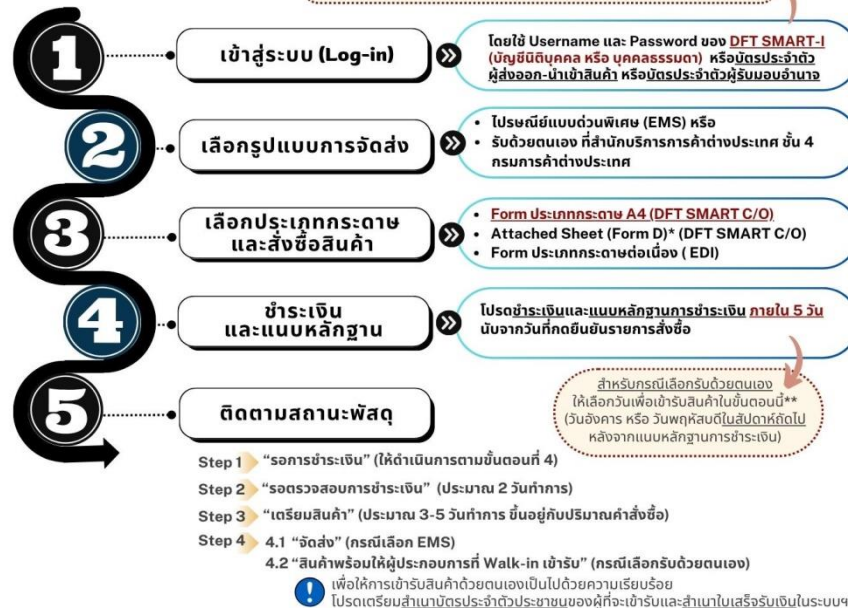 1
เข้าสู่ระบบ (Log-in)
โดยใช้ Username และ Password ของ DFT SMART-I
(บัญชีนิติบุคคล หรือ บุคคลธรรมดา) หรือบัตรประจำตัว
ผู้ส่งออก-นำเข้าสินค้า หรือบัตรประจำตัวผู้รับมอบอำนาจ
2
เลือกรูปแบบการจัดส่ง
• ไปรษณีย์แบบด่วนพิเศษ (EMS) หรือ
• รับด้วยตนเอง ที่สำนักบริการการค้าต่างประเทศ ชั้น 4
กรมการค้าต่างประเทศ
3
เลือกประเภทกระดาษ
และสั่งซื้อสินค้า
• Form ประเภทกระดาษ A4 (DFT SMART C/O)
• Attached Sheet (Form D)* (DFT SMART C/O)
• Form ประเภทกระดาษต่อเนื่อง ( EDI)
4
ชำระเงิน
และแนบหลักฐาน
โปรดชำระเงินและแนบหลักฐานการชำระเงิน ภายใน 5 วัน
นับจากวันที่กดยืนยันรายการสั่งซื้อ
สำหรับกรณีเลือกรับด้วยตนเอง
ให้เลือกวันเพื่อเข้ารับสินค้าในขั้นตอนนี้**
(วันอังคาร หรือ วันพฤหัสบดีในสัปดาห์ถัดไป
หลังจากแนบหลักฐานการชำระเงิน)
5
ติดตามสถานะพัสดุ
Step 1 “รอการชำระเงิน” (ให้ดำเนินการตามขั้นตอนที่ 4)
Step 2 “รอตรวจสอบการชำระเงิน” (ประมาณ 2 วันทำการ)
Step 3 “เตรียมสินค้า” (ประมาณ 3-5 วันทำการ ขึ้นอยู่กับปริมาณคำสั่งซื้อ)
Step 4 4.1 “จัดส่ง” (กรณีเลือก EMS)
4.2 “สินค้าพร้อมให้ผู้ประกอบการที่ Walk-in เข้ารับ” (กรณีเลือกรับด้วยตนเอง)
! เพื่อให้การเข้ารับสินค้าด้วยตนเองเป็นไปด้วยความเรียบร้อย
โปรดเตรียมสำเนาบัตรประจำตัวประชาชนของผู้ที่จะเข้ารับและสำเนาใบเสร็จรับเงินในระบบฯ